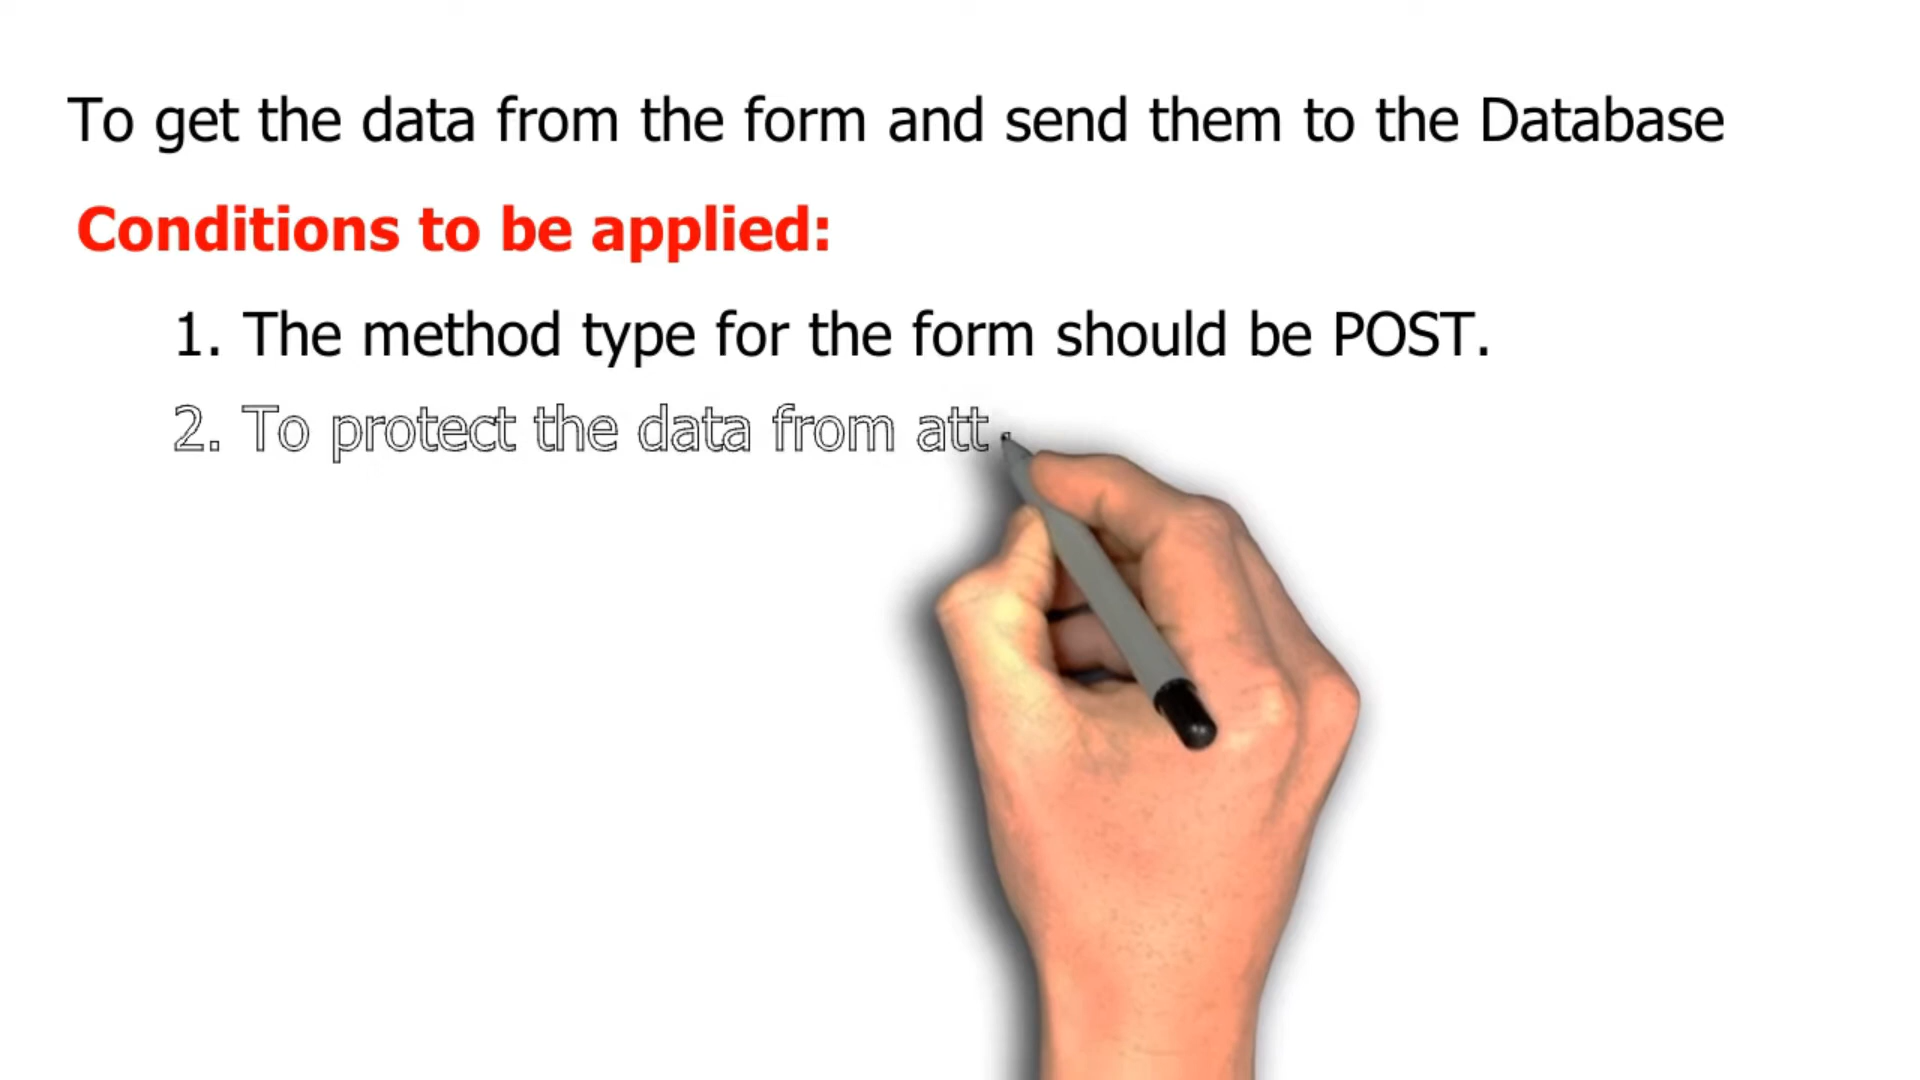 To get the data from the form and send them to the Database
Conditions to be applied:
1. The method type for the form should be POST.
2. To protect the data from att